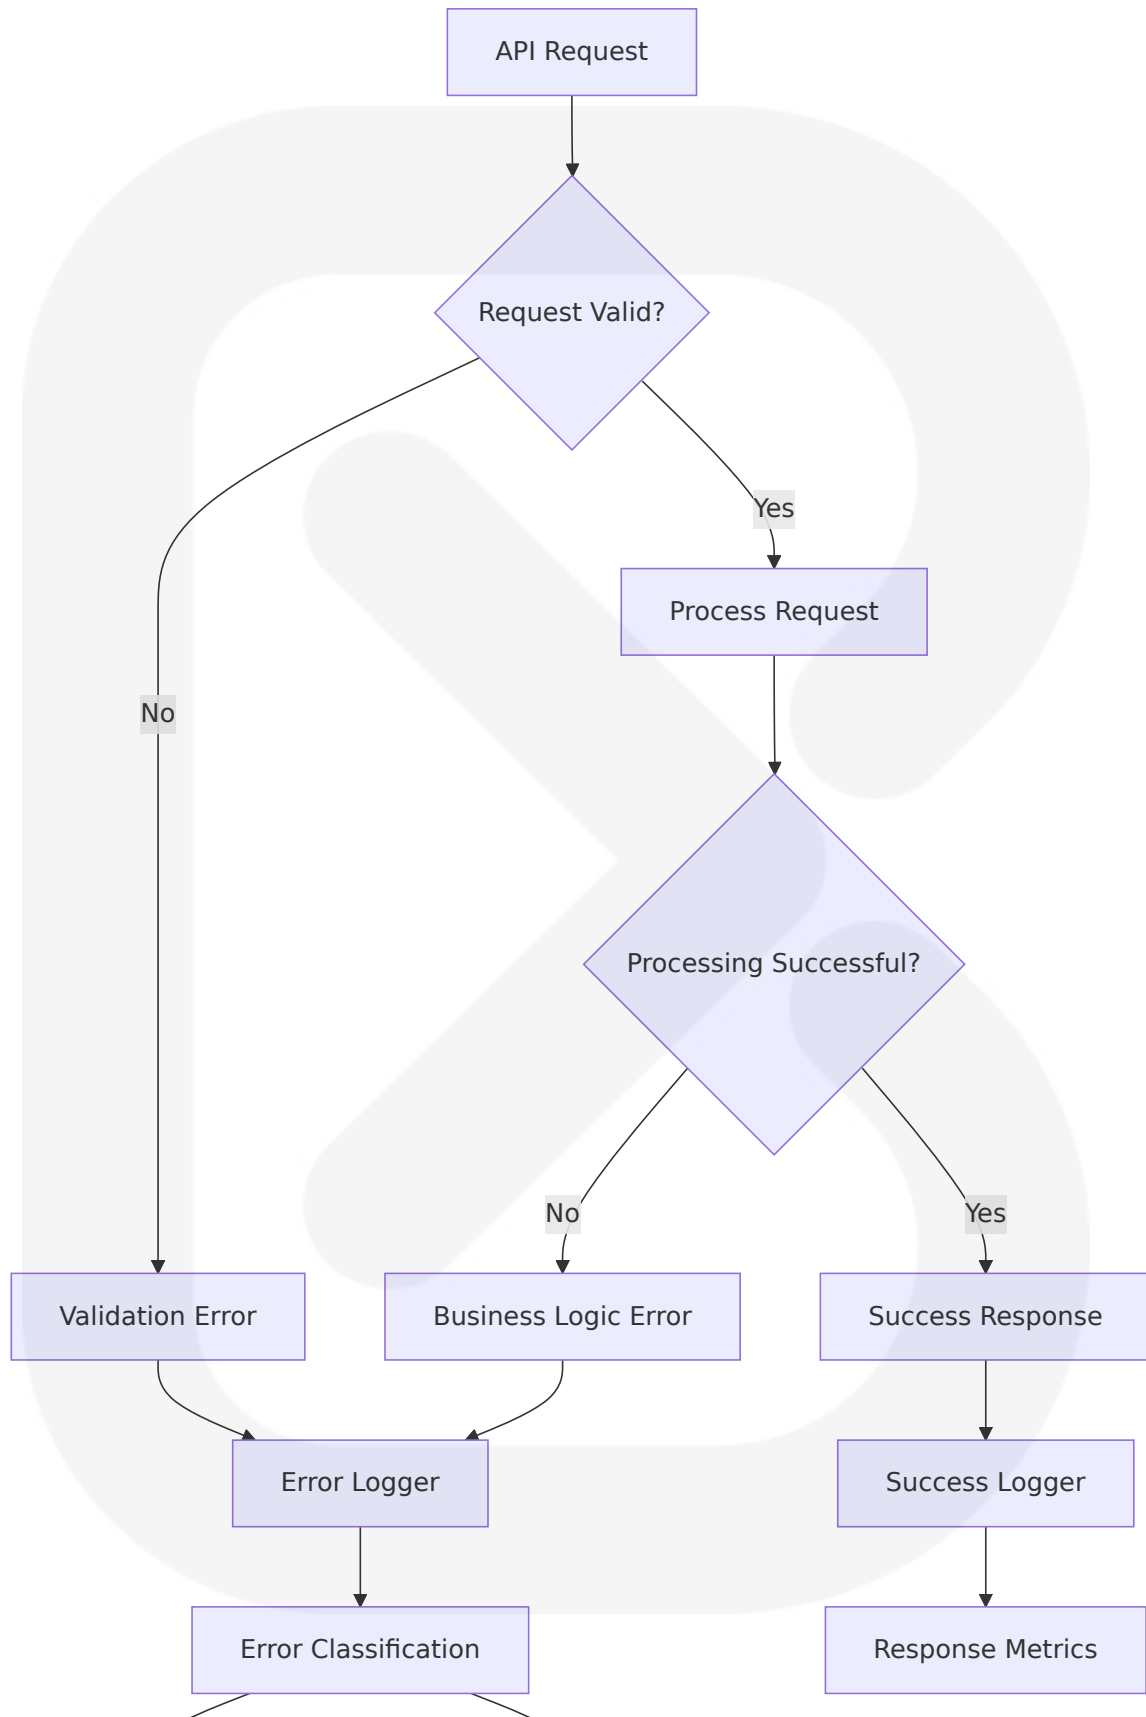 API Request
Request Valid?
Yes
Process Request
No
Processing Successful?
No
Yes
Validation Error
Business Logic Error
Success Response
Error Logger
Success Logger
Error Classification
Response Metrics